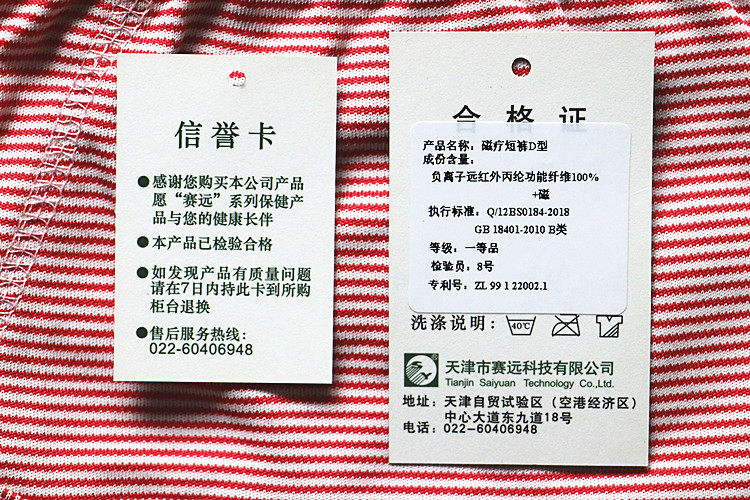 信誉卡
●感谢您购买本公司产品
愿“赛远”系列保健产
品与您的健康长伴
●本产品已检验合格
●如发现产品有质量问题
请在7日内持此卡到所购
柜台退换
●售后服务热线:
022-60406948
合格证
产品名称: 磁疗短裤D型
成份含量:
负离子远红外丙纶功能纤维100%
+磁
执行标准: Q/12BS0184-2018
GB 18401-2010 B类
等级: 一等品
检验员: 8号
专利号: ZL 99 1 22002.1
洗涤说明: 40℃
天津市赛远科技有限公司
Tianjin Saiyuan Technology Co.,Ltd.
地址: 天津自贸试验区(空港经济区)
中心大道东九道18号
电话: 022-60406948